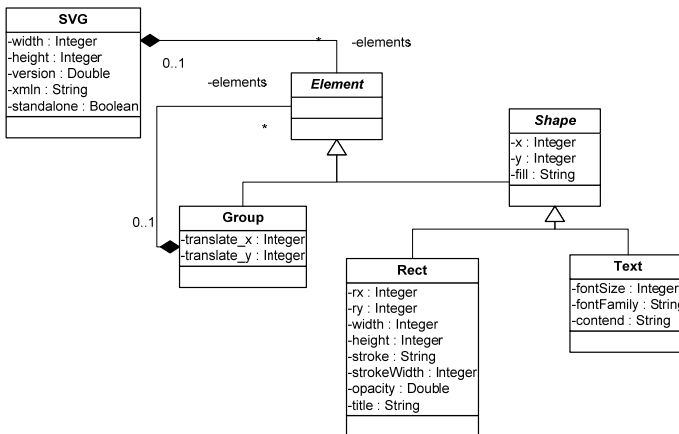 SVG
-width : Integer
-height : Integer
-version : Double
-xmln : String
-standalone : Boolean
0..1
*
-elements
-elements
*
0..1
Element
Shape
-x : Integer
-y : Integer
-fill : String
Group
-translate_x : Integer
-translate_y : Integer
Rect
-rx : Integer
-ry : Integer
-width : Integer
-height : Integer
-stroke : String
-strokeWidth : Integer
-opacity : Double
-title : String
Text
-fontSize : Integer
-fontFamily : String
-contend : String